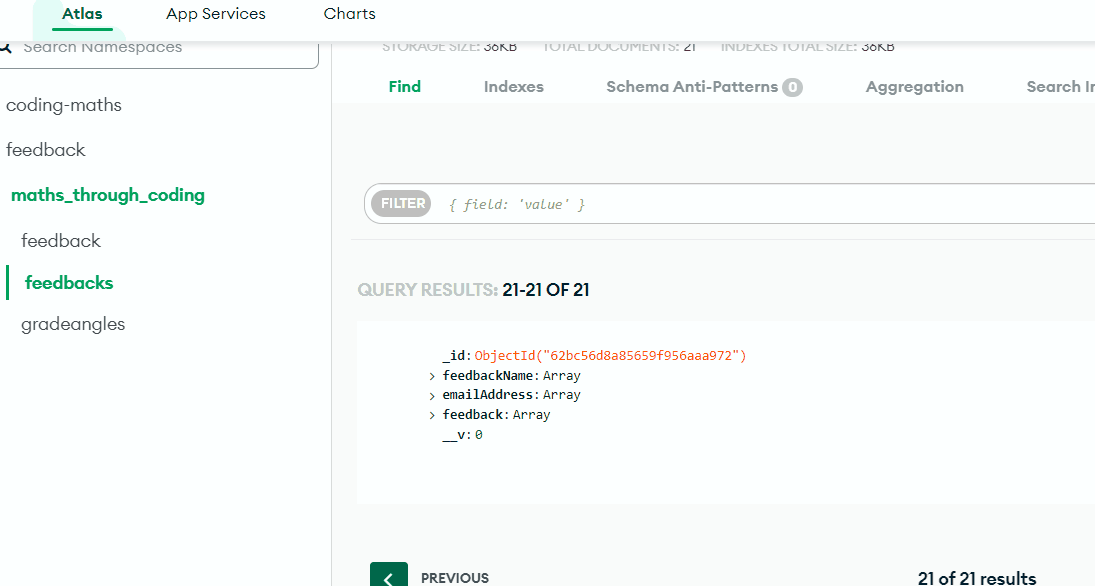 Atlas App Services Charts
Search Namespaces
STORAGE SIZE: 36KB TOTAL DOCUMENTS: 21 INDEXES TOTAL SIZE: 36KB
Find Indexes Schema Anti-Patterns 0 Aggregation Search In
coding-maths
feedback
maths_through_coding
feedback
feedbacks
gradeangles
FILTER { field: 'value' }
QUERY RESULTS: 21-21 OF 21
_id: ObjectId("62bc56d8a85659f956aaa972")
> feedbackName: Array
> emailAddress: Array
> feedback: Array
__v: 0
< PREVIOUS
21 of 21 results